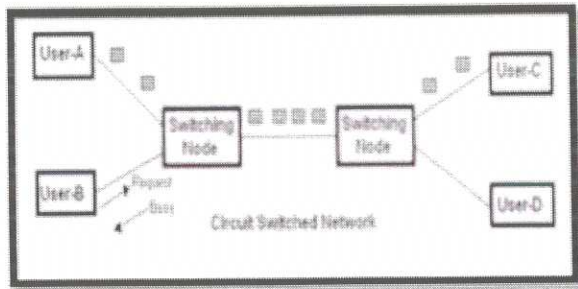 User-A
User-C
Switching
Node
Switching
Node
User-B
Request
Busy
User-D
Circuit Switched Network